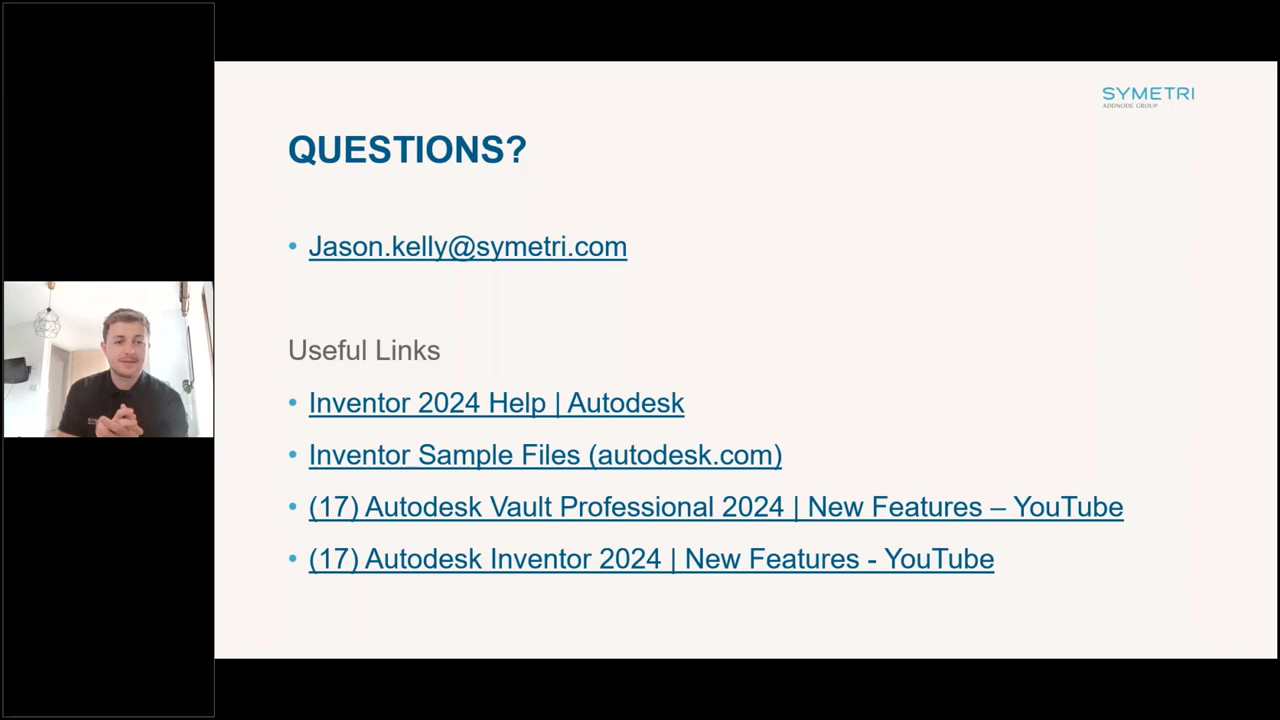 SYMETRI
ADDNODE GROUP
QUESTIONS?
• Jason.kelly@symetri.com
Useful Links
• Inventor 2024 Help | Autodesk
• Inventor Sample Files (autodesk.com)
• (17) Autodesk Vault Professional 2024 | New Features – YouTube
• (17) Autodesk Inventor 2024 | New Features - YouTube